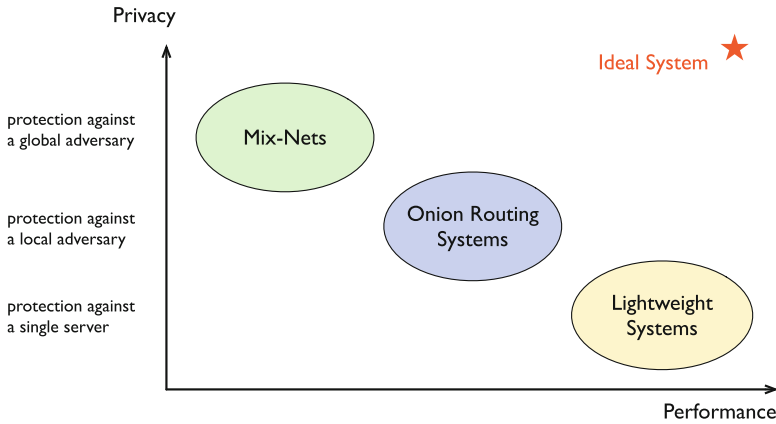 Privacy
Ideal System
protection against
a global adversary
Mix-Nets
protection against
a local adversary
Onion Routing
Systems
protection against
a single server
Lightweight
Systems
Performance